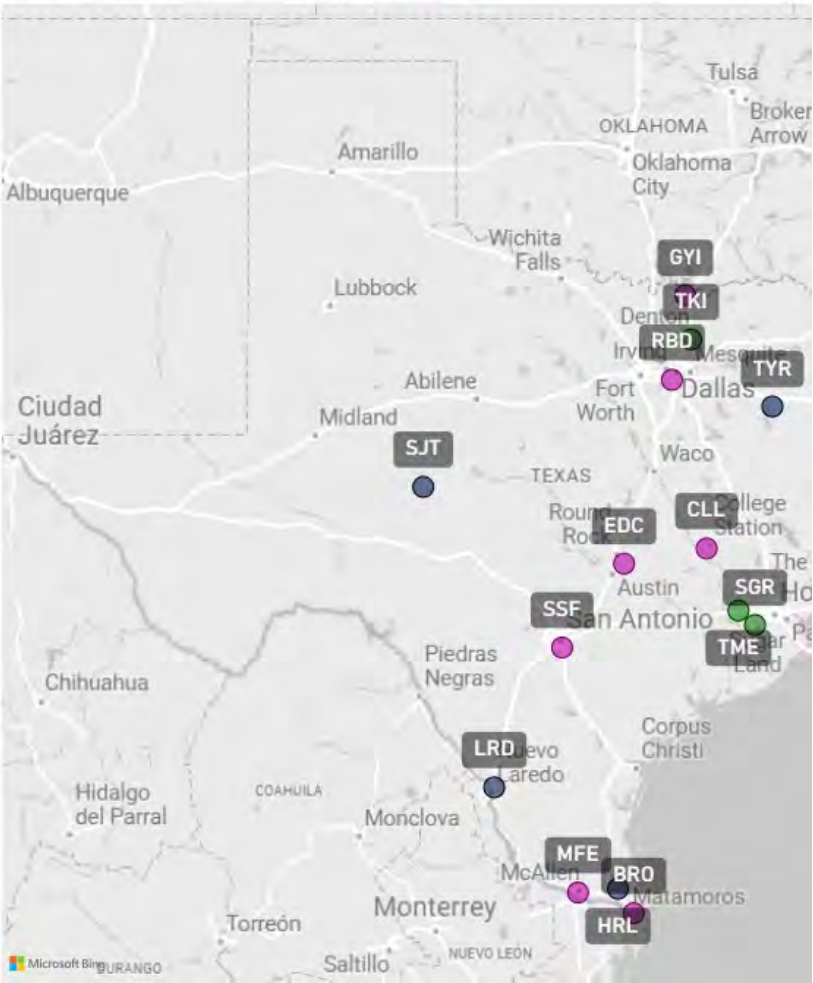 Tulsa
Broken
Arrow
OKLAHOMA
Oklahoma
City
Amarillo
Albuquerque
Wichita
Falls
GYI
TKI
Lubbock
Denton
RBD
Irving
Mesquite
TYR
Abilene
Fort
Worth
Dallas
Ciudad
Juárez
Midland
SJT
Waco
TEXAS
CLL
College
Station
Round
Rock
EDC
The
Austin
SGR
Ho
SSF
San Antonio
TME
Sugar
Land
Pa
Piedras
Negras
Chihuahua
Corpus
Christi
LRD
Nuevo
Laredo
COAHUILA
Hidalgo
del Parral
Monclova
MFE
McAllen
BRO
Matamoros
Monterrey
HRL
Torreón
NUEVO LEON
Saltillo
Microsoft Bing
DURANGO